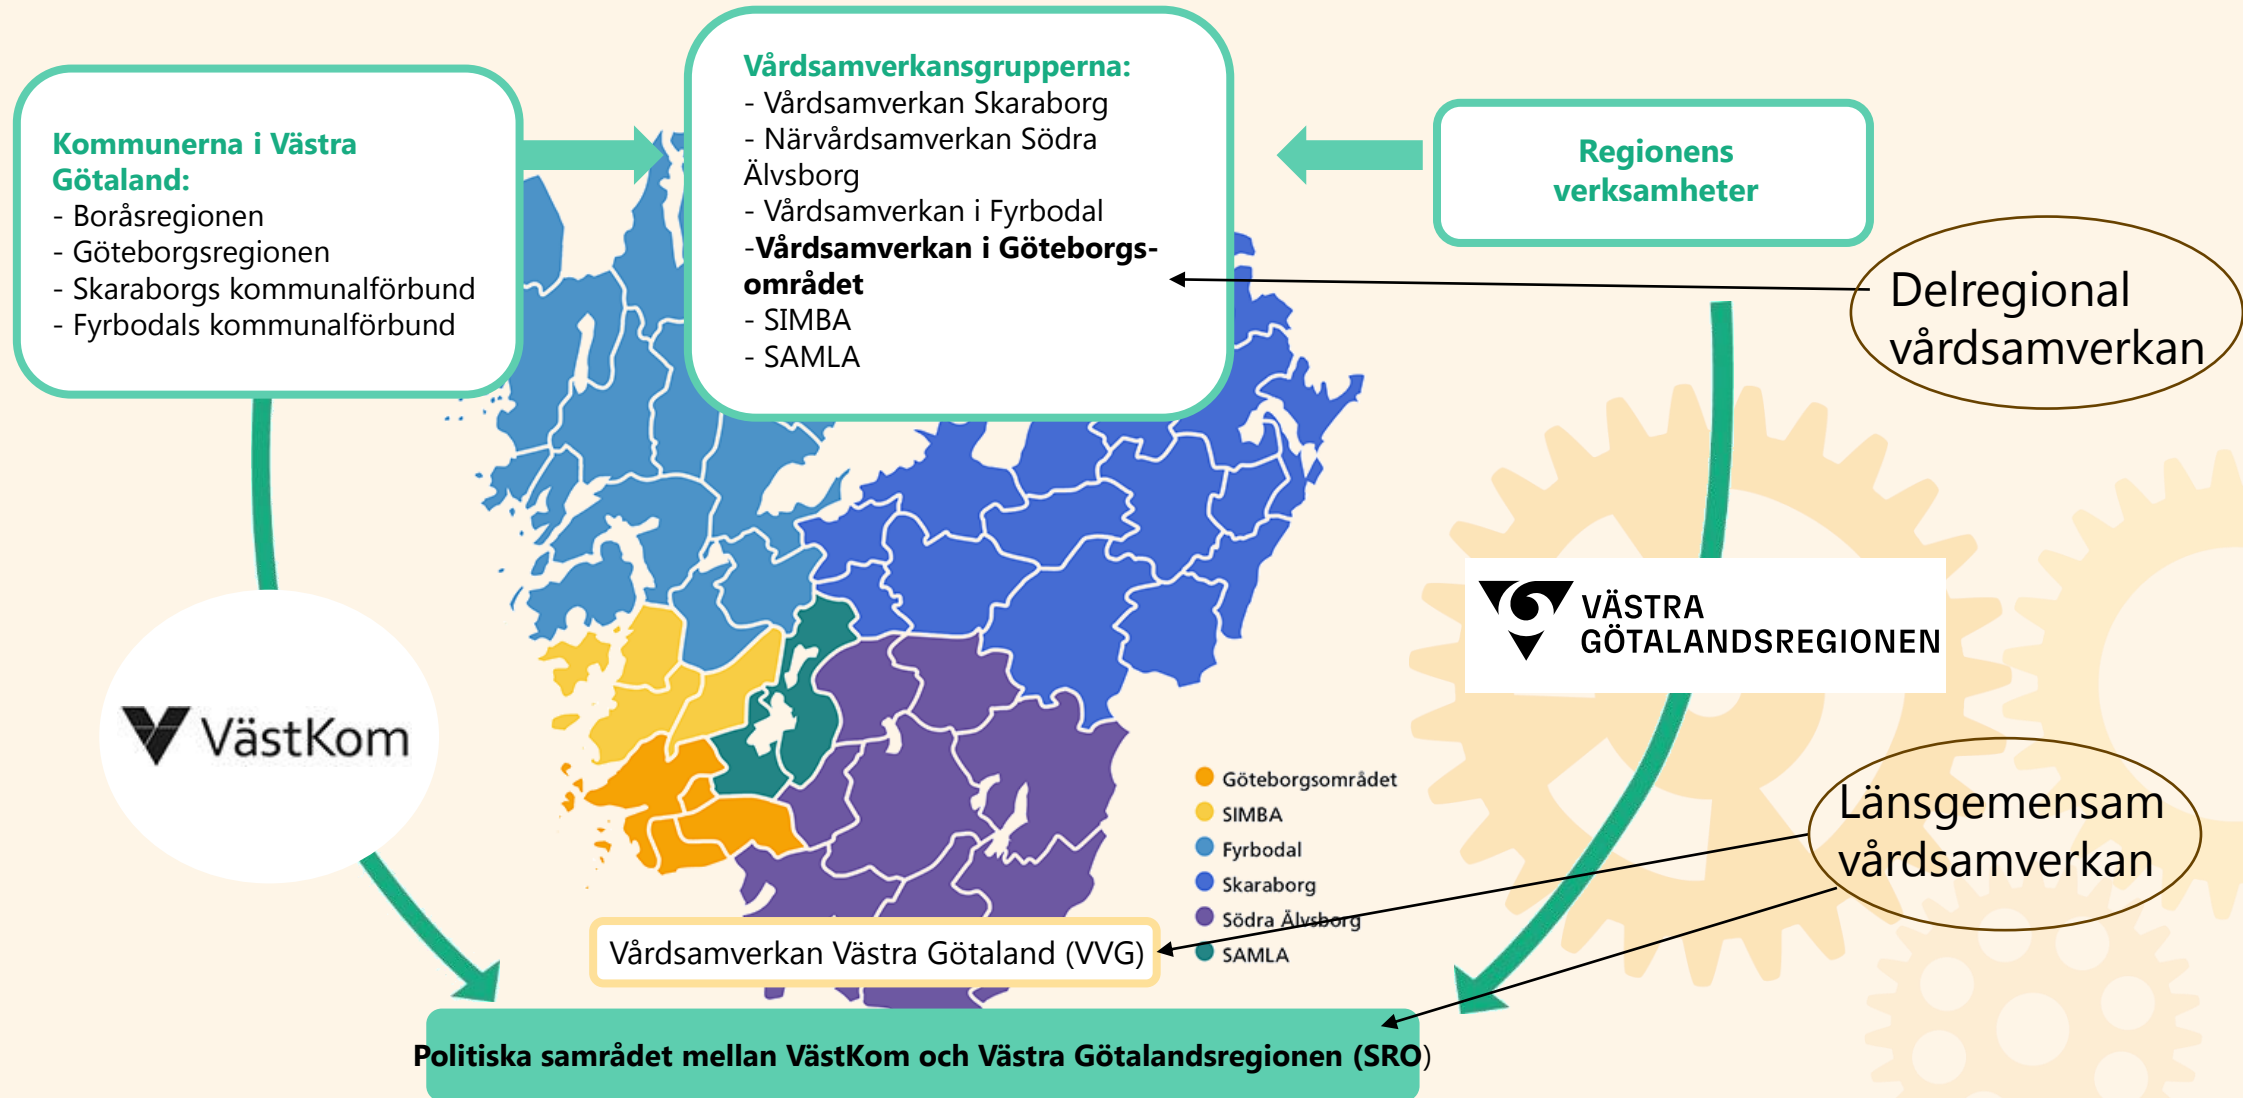 Kommunerna i Västra
Götaland:
- Boråsregionen
- Göteborgsregionen
- Skaraborgs kommunalförbund
- Fyrbodals kommunalförbund
Vårdsamverkansgrupperna:
- Vårdsamverkan Skaraborg
- Närvårdsamverkan Södra
Älvsborg
- Vårdsamverkan i Fyrbodal
-Vårdsamverkan i Göteborgs-
området
- SIMBA
- SAMLA
Regionens
verksamheter
Delregional
vårdsamverkan
VästKom
VÄSTRA
GÖTALANDSREGIONEN
Göteborgsområdet
SIMBA
Fyrbodal
Skaraborg
Södra Älvsborg
SAMLA
Länsgemensam
vårdsamverkan
Vårdsamverkan Västra Götaland (VVG)
Politiska samrådet mellan VästKom och Västra Götalandsregionen (SRO)